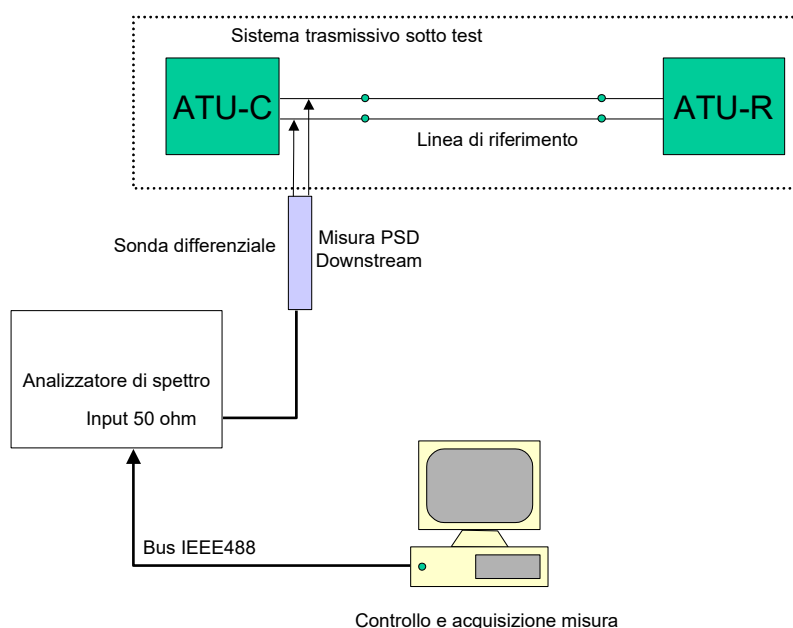 Sistema trasmissivo sotto test
ATU-C
ATU-R
Linea di riferimento
Sonda differenziale
Misura PSD
Downstream
Analizzatore di spettro
Input 50 ohm
Bus IEEE488
Controllo e acquisizione misura